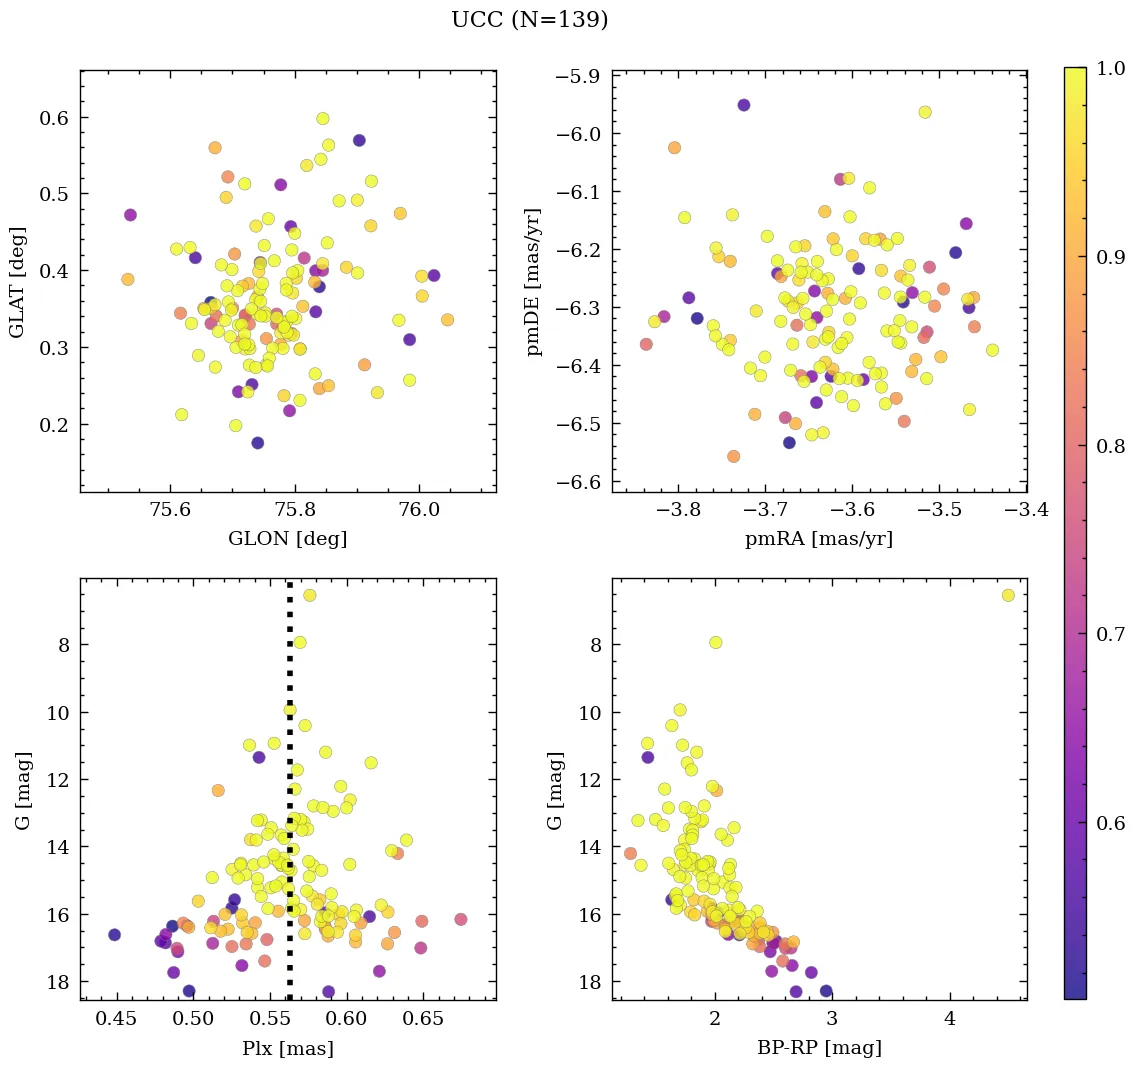 UCC (N=139)
0.6
0.5
0.4
0.3
0.2
GLAT [deg]
75.6 75.8 76.0
GLON [deg]
−5.9
−6.0
−6.1
−6.2
−6.3
−6.4
−6.5
−6.6
pmDE [mas/yr]
−3.8 −3.7 −3.6 −3.5 −3.4
pmRA [mas/yr]
8
10
12
14
16
18
G [mag]
0.45 0.50 0.55 0.60 0.65
Plx [mas]
8
10
12
14
16
18
G [mag]
2 3 4
BP-RP [mag]
1.0
0.9
0.8
0.7
0.6